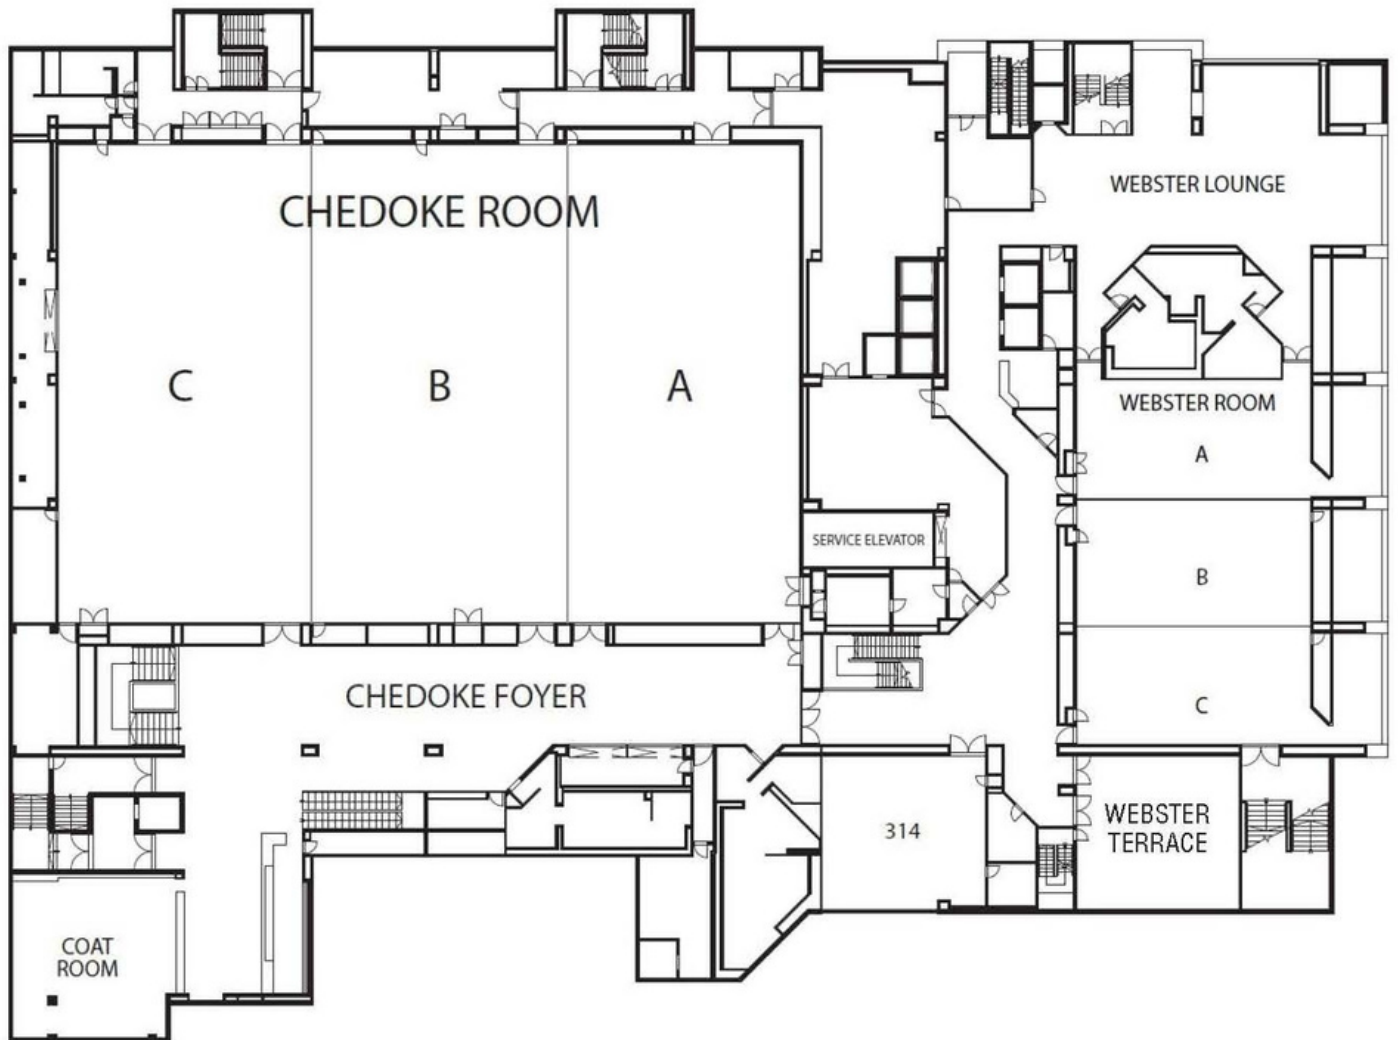 CHEDOKE ROOM
C
B
A
WEBSTER LOUNGE
WEBSTER ROOM
A
B
C
SERVICE ELEVATOR
CHEDOKE FOYER
314
WEBSTER
TERRACE
COAT
ROOM